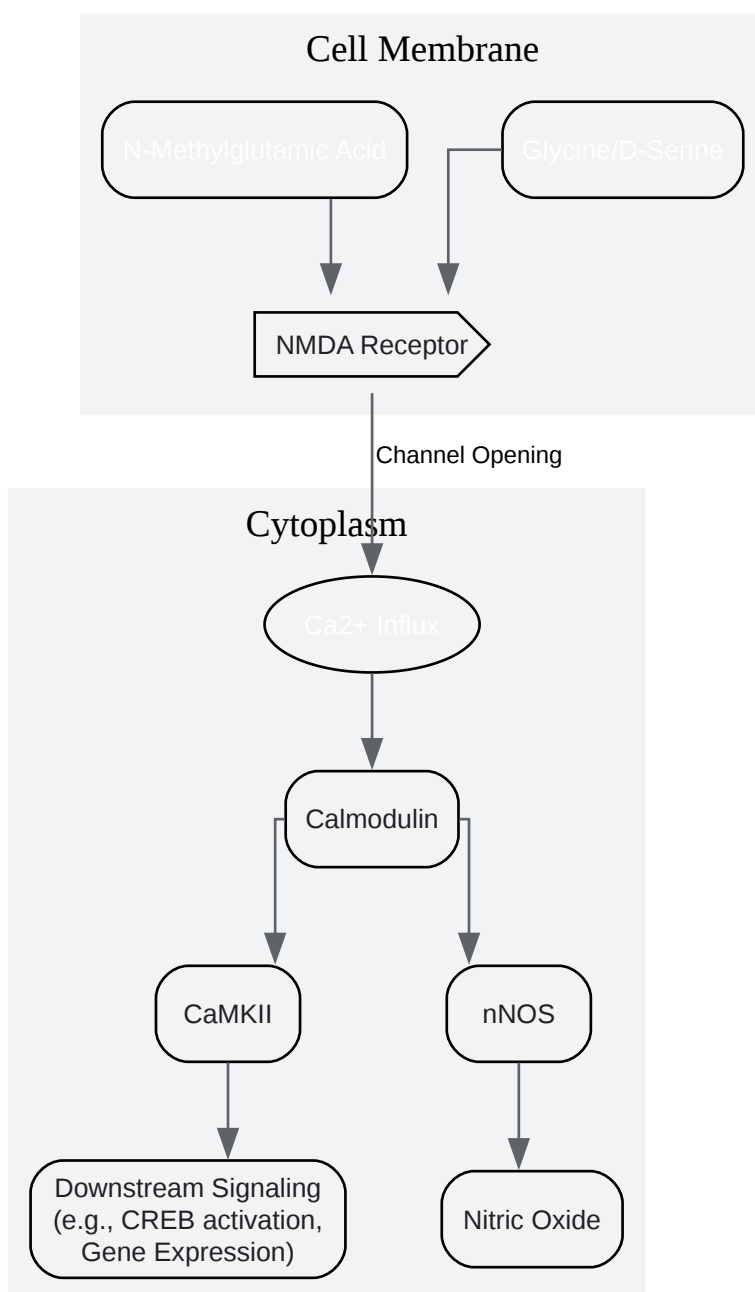 Cell Membrane
N-Methylglutamic Acid
Glycine/D-Serine
NMDA Receptor
Channel Opening
Cytoplasm
Ca2+ Influx
Calmodulin
CaMKII
nNOS
Downstream Signaling
(e.g., CREB activation,
Gene Expression)
Nitric Oxide